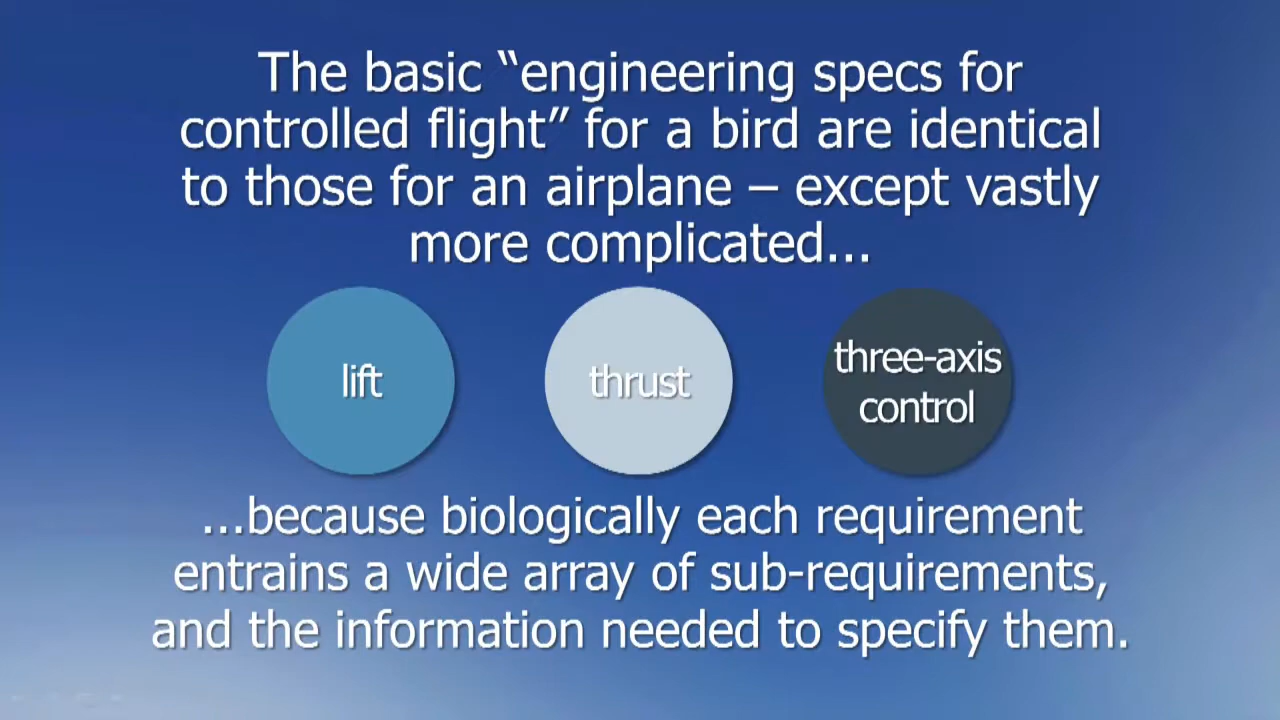 The basic “engineering specs for
controlled flight” for a bird are identical
to those for an airplane – except vastly
more complicated...
lift
thrust
three-axis
control
...because biologically each requirement
entrains a wide array of sub-requirements,
and the information needed to specify them.